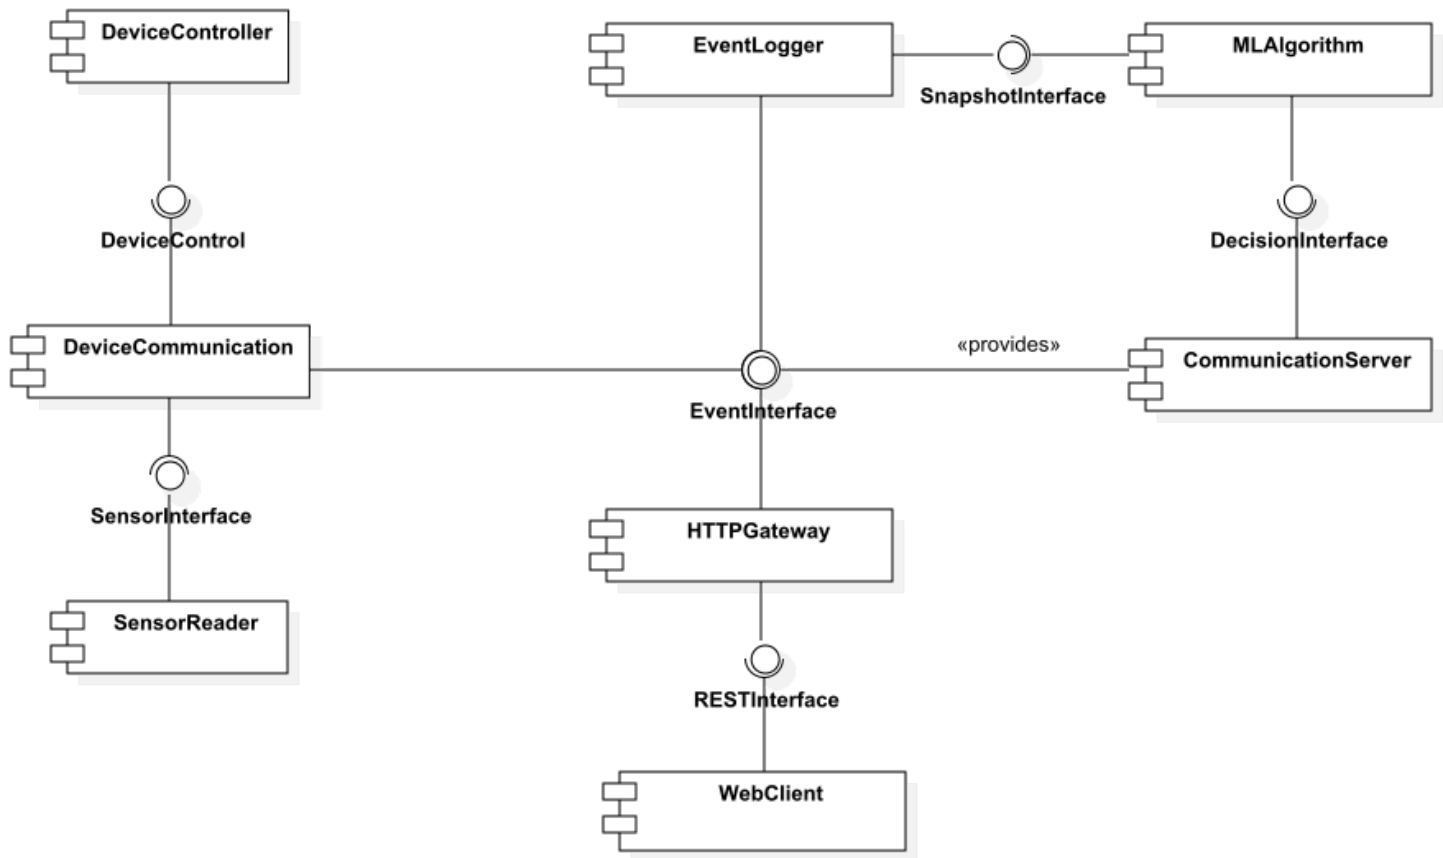 DeviceController
EventLogger
MLAlgorithm
SnapshotInterface
DeviceControl
DecisionInterface
DeviceCommunication
«provides»
CommunicationServer
EventInterface
SensorInterface
HTTPGateway
SensorReader
RESTInterface
WebClient